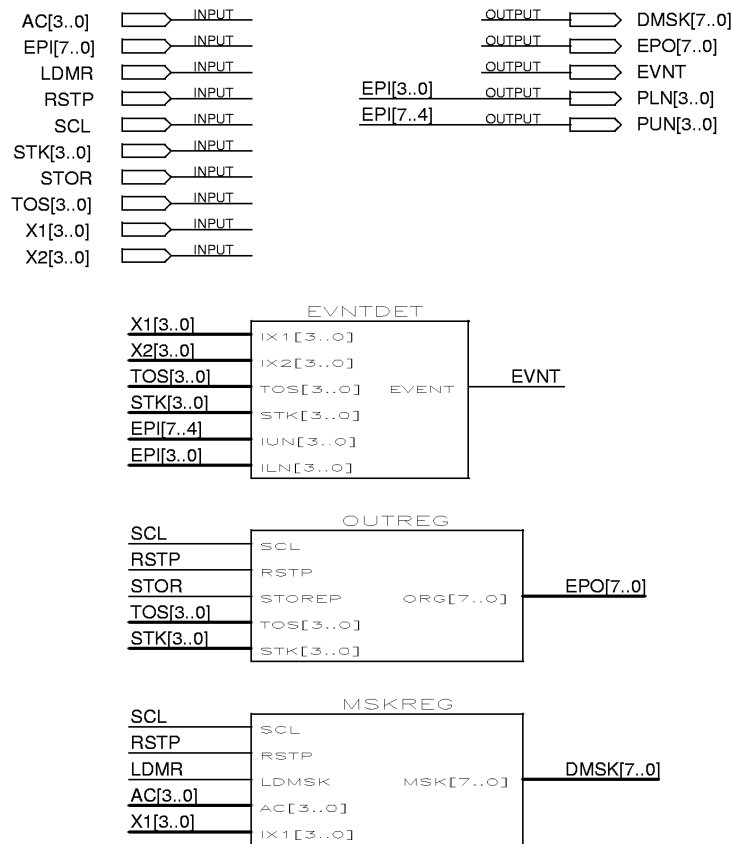 AC[3..0] INPUT OUTPUT DMSK[7..0]
EPI[7..0] INPUT OUTPUT EPO[7..0]
LDMR INPUT OUTPUT EVNT
RSTP INPUT EPI[3..0] OUTPUT PLN[3..0]
SCL INPUT EPI[7..4] OUTPUT PUN[3..0]
STK[3..0] INPUT
STOR INPUT
TOS[3..0] INPUT
X1[3..0] INPUT
X2[3..0] INPUT
EVNTDET
X1[3..0] IX1[3..0]
X2[3..0] IX2[3..0]
TOS[3..0] TOS[3..0] EVENT EVNT
STK[3..0] STK[3..0]
EPI[7..4] IUN[3..0]
EPI[3..0] ILN[3..0]
OUTREG
SCL SCL
RSTP RSTP
STOR STOREP ORG[7..0] EPO[7..0]
TOS[3..0] TOS[3..0]
STK[3..0] STK[3..0]
MSKREG
SCL SCL
RSTP RSTP
LDMR LDMSK MSK[7..0] DMSK[7..0]
AC[3..0] AC[3..0]
X1[3..0] IX1[3..0]